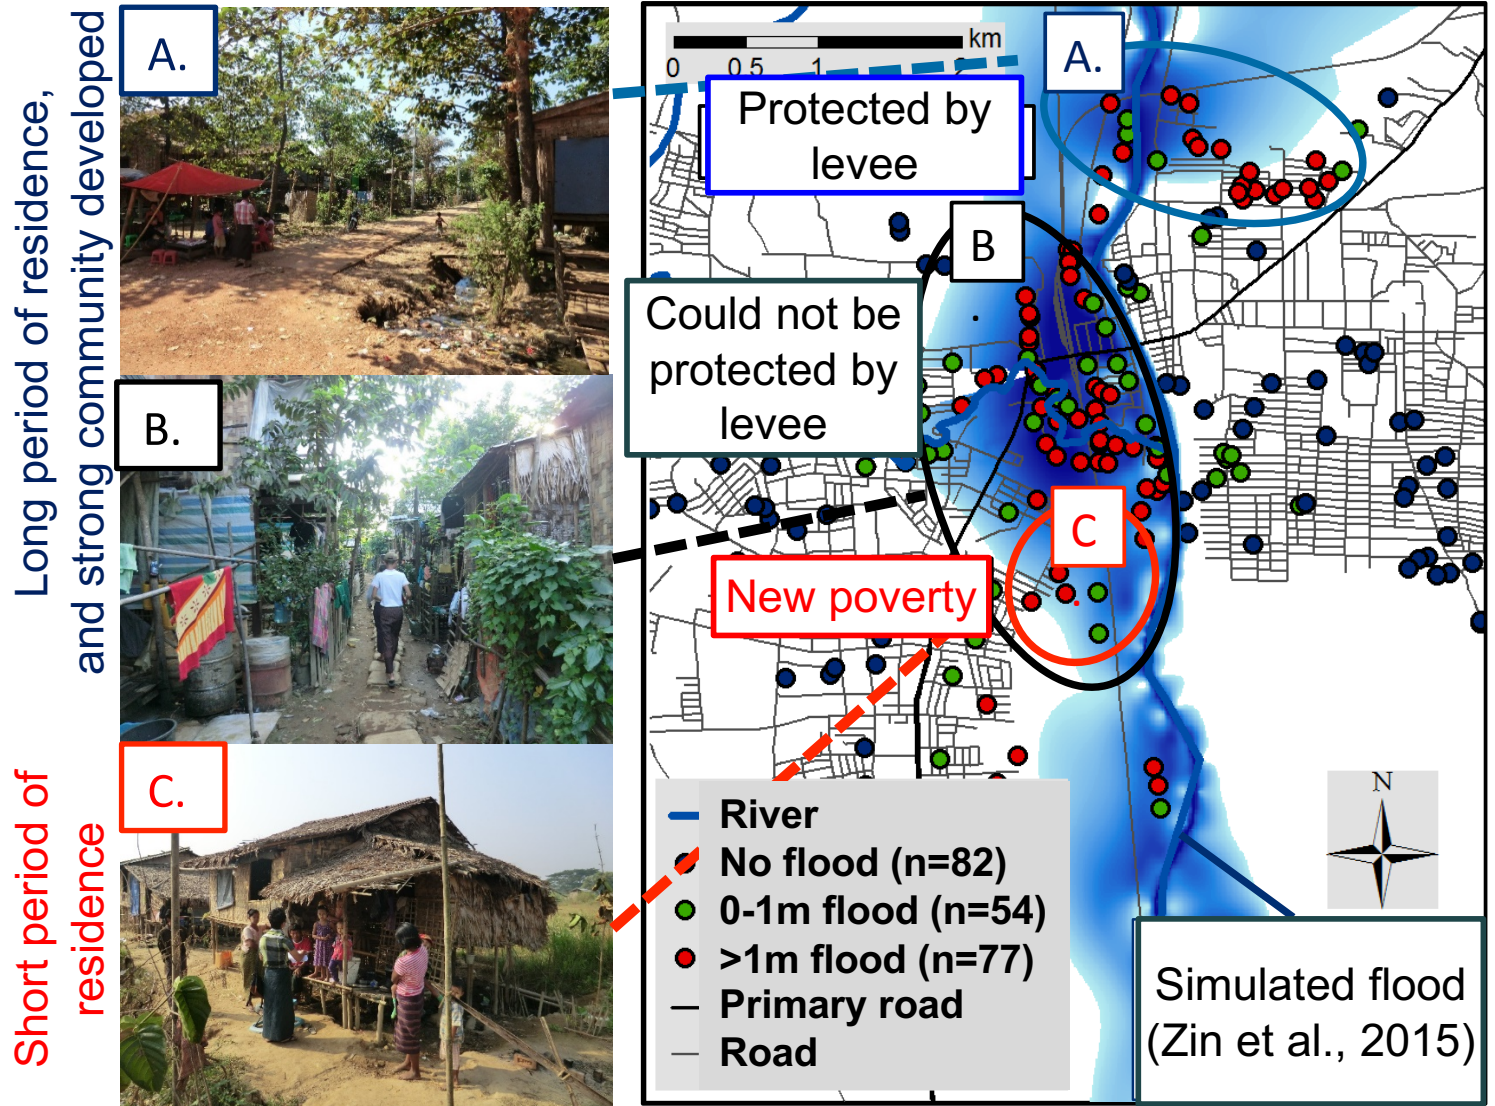 Long period of residence,
and strong community developed
Short period of
residence
A.
B.
C.
km
0 0.5 1 2
A.
Protected by
levee
B
Could not be
protected by
levee
C
New poverty
River
No flood (n=82)
0-1m flood (n=54)
>1m flood (n=77)
Primary road
Road
N
Simulated flood
(Zin et al., 2015)